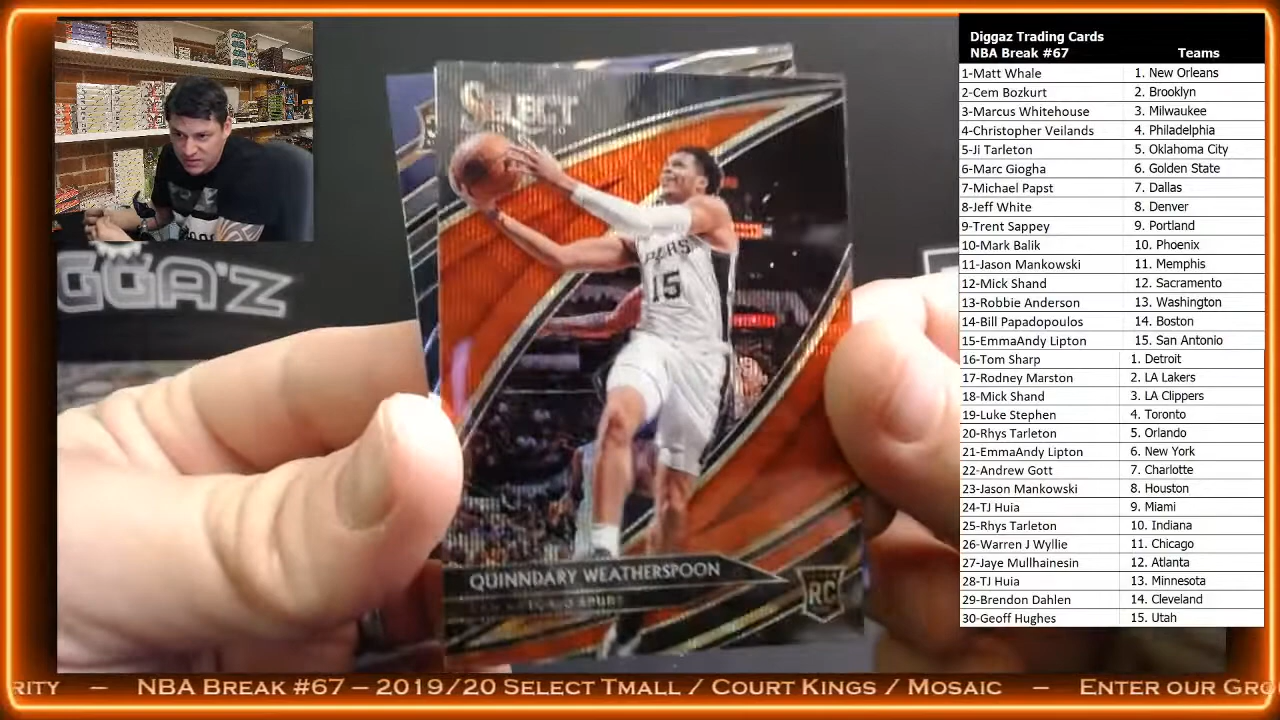 Diggaz Trading Cards
NBA Break #67 Teams
1-Matt Whale 1. New Orleans
2-Cem Bozkurt 2. Brooklyn
3-Marcus Whitehouse 3. Milwaukee
4-Christopher Veilands 4. Philadelphia
5-Ji Tarleton 5. Oklahoma City
6-Marc Giogha 6. Golden State
7-Michael Papst 7. Dallas
8-Jeff White 8. Denver
9-Trent Sappey 9. Portland
10-Mark Balik 10. Phoenix
11-Jason Mankowski 11. Memphis
12-Mick Shand 12. Sacramento
13-Robbie Anderson 13. Washington
14-Bill Papadopoulos 14. Boston
15-EmmaAndy Lipton 15. San Antonio
16-Tom Sharp 1. Detroit
17-Rodney Marston 2. LA Lakers
18-Mick Shand 3. LA Clippers
19-Luke Stephen 4. Toronto
20-Rhys Tarleton 5. Orlando
21-EmmaAndy Lipton 6. New York
22-Andrew Gott 7. Charlotte
23-Jason Mankowski 8. Houston
24-TJ Huia 9. Miami
25-Rhys Tarleton 10. Indiana
26-Warren J Wyllie 11. Chicago
27-Jaye Mullhainesin 12. Atlanta
28-TJ Huia 13. Minnesota
29-Brendon Dahlen 14. Cleveland
30-Geoff Hughes 15. Utah
SELECT
GGA'Z
SPURS
15
QUINNDARY WEATHERSPOON
RC
RITY – NBA BREAK #67 – 2019/20 SELECT TMALL / COURT KINGS / MOSAIC – ENTER OUR GRO